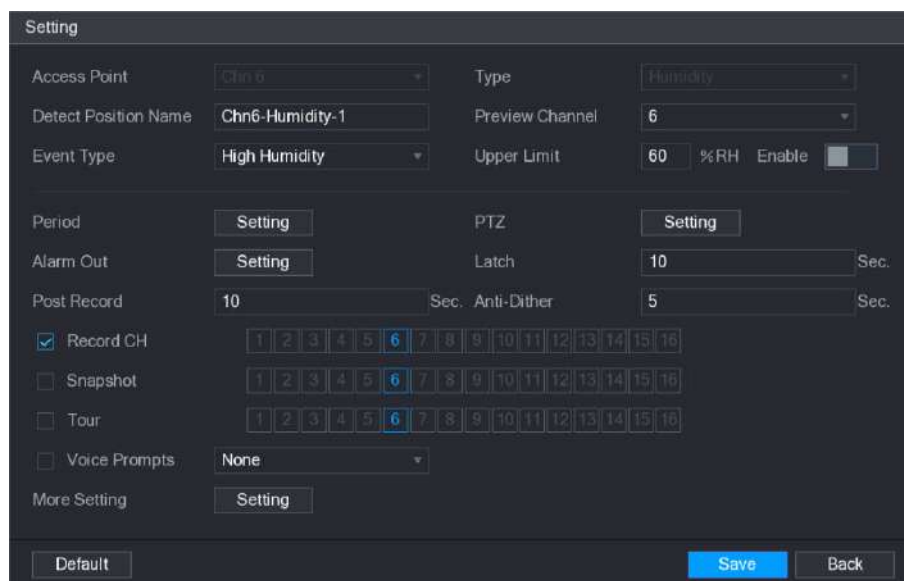 Setting
Access Point Chn 6 Type Humidity
Detect Position Name Chn6-Humidity-1 Preview Channel 6
Event Type High Humidity Upper Limit 60 %RH Enable
Period Setting PTZ Setting
Alarm Out Setting Latch 10 Sec.
Post Record 10 Sec. Anti-Dither 5 Sec.
Record CH 1 2 3 4 5 6 7 8 9 10 11 12 13 14 15 16
Snapshot 1 2 3 4 5 6 7 8 9 10 11 12 13 14 15 16
Tour 1 2 3 4 5 6 7 8 9 10 11 12 13 14 15 16
Voice Prompts None
More Setting Setting
Default Save Back